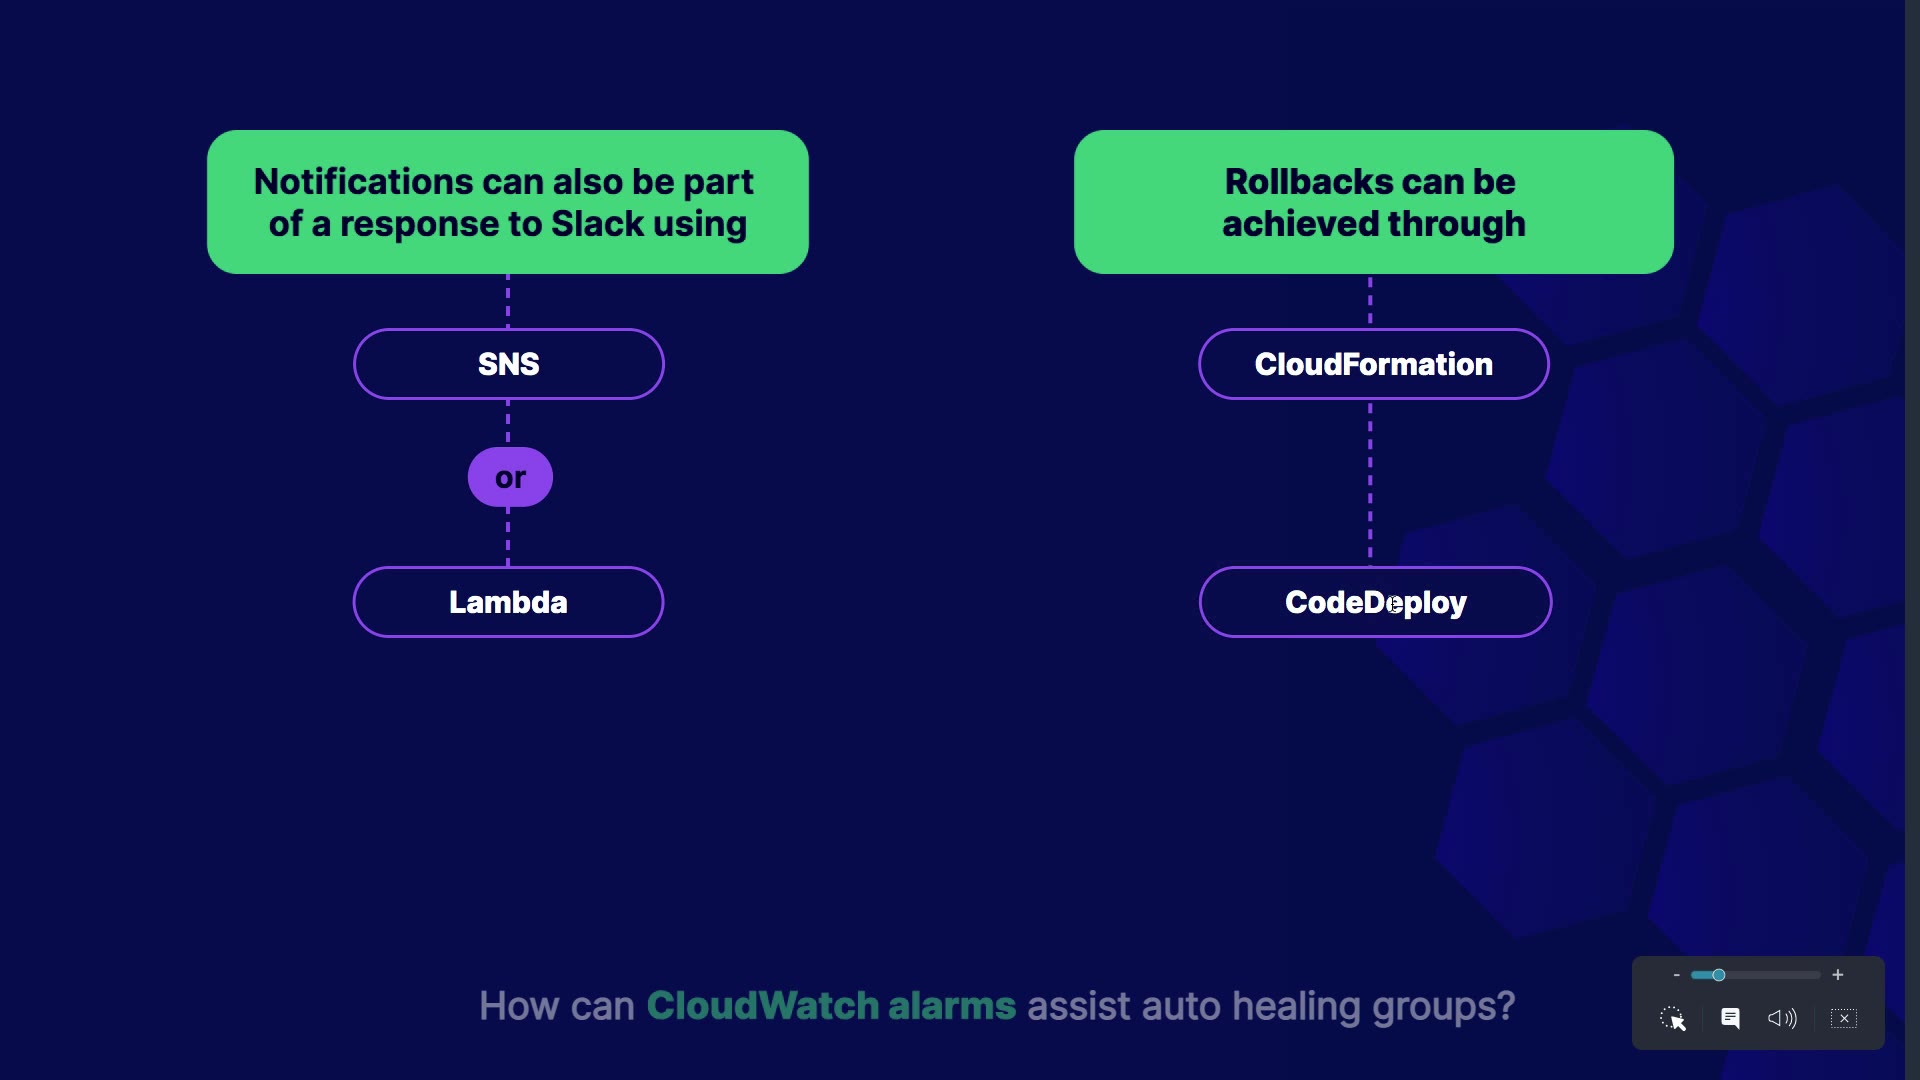 Notifications can also be part
of a response to Slack using
SNS
or
Lambda
Rollbacks can be
achieved through
CloudFormation
CodeDeploy
How can CloudWatch alarms assist auto healing groups?
- +